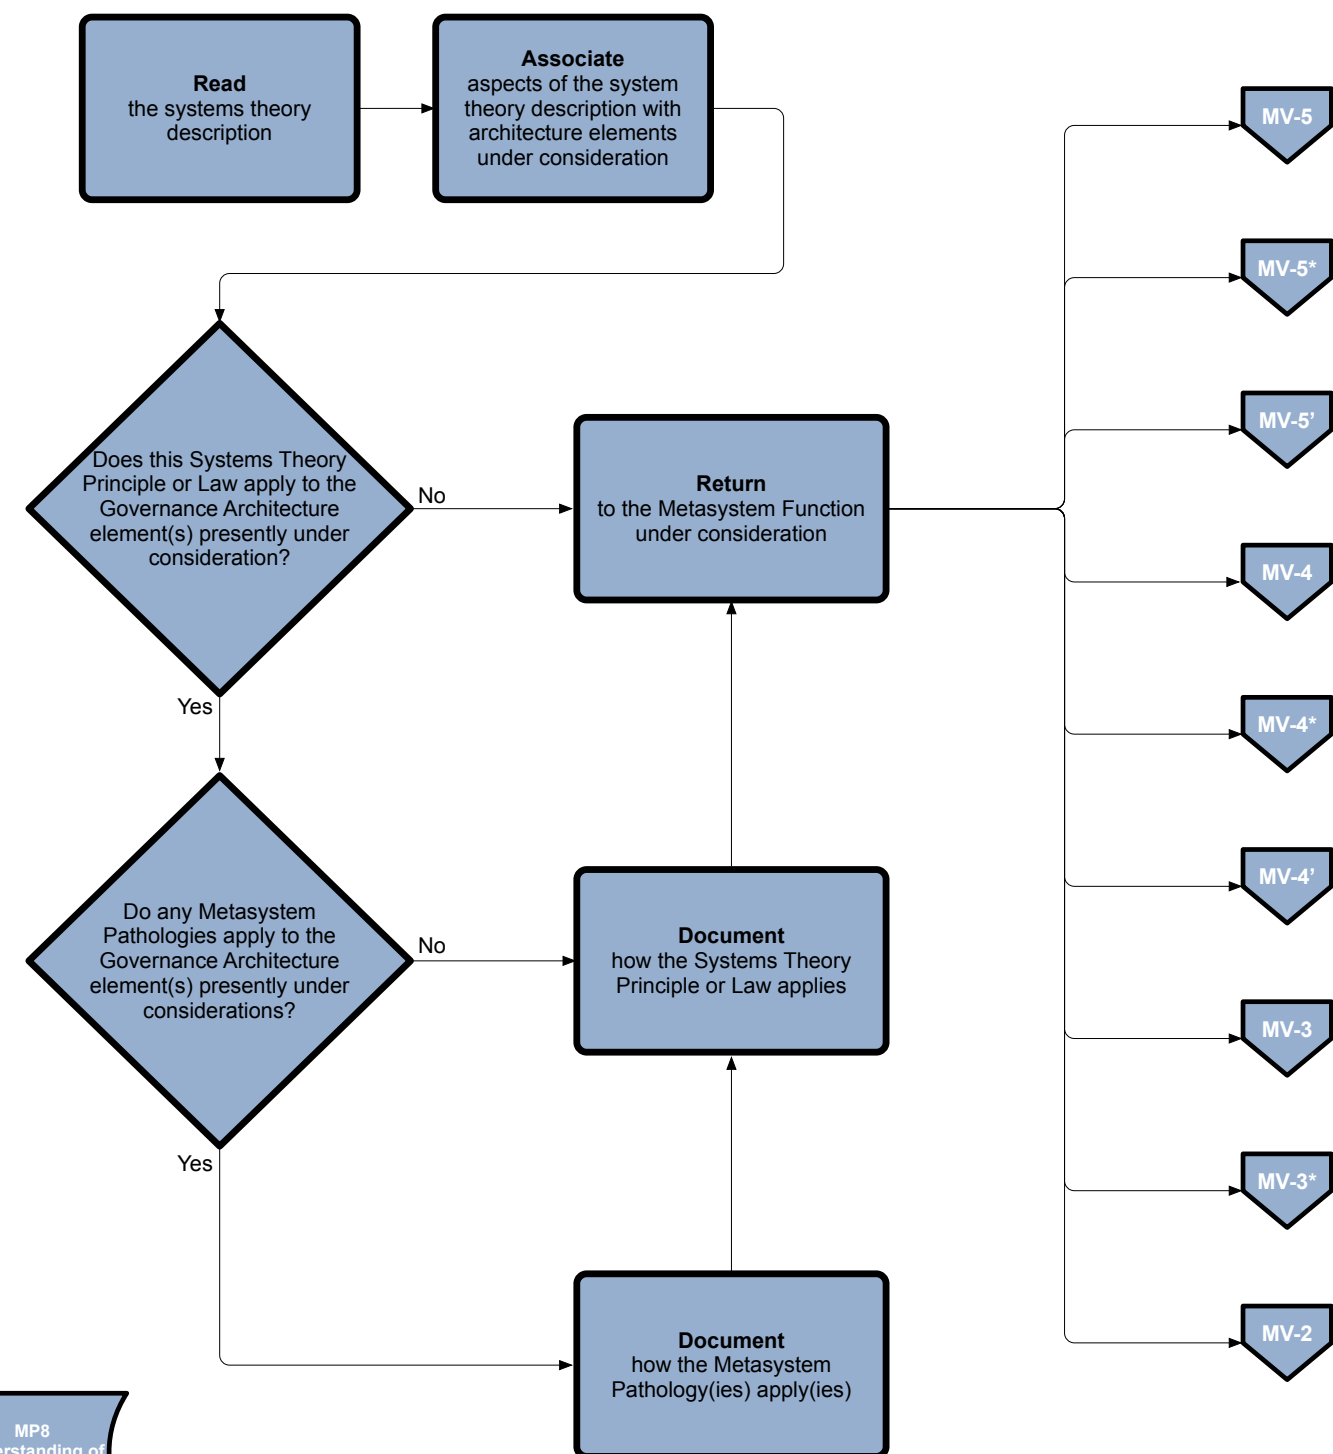 Read
the systems theory
description
Associate
aspects of the system
theory description with
architecture elements
under consideration
MV-5
MV-5*
MV-5’
Does this Systems Theory
Principle or Law apply to the
Governance Architecture
element(s) presently under
consideration?
No
Return
to the Metasystem Function
under consideration
MV-4
Yes
MV-4*
MV-4’
Do any Metasystem
Pathologies apply to the
Governance Architecture
element(s) presently under
considerations?
No
Document
how the Systems Theory
Principle or Law applies
MV-3
Yes
MV-3*
Document
how the Metasystem
Pathology(ies) apply(ies)
MV-2
MP8
of